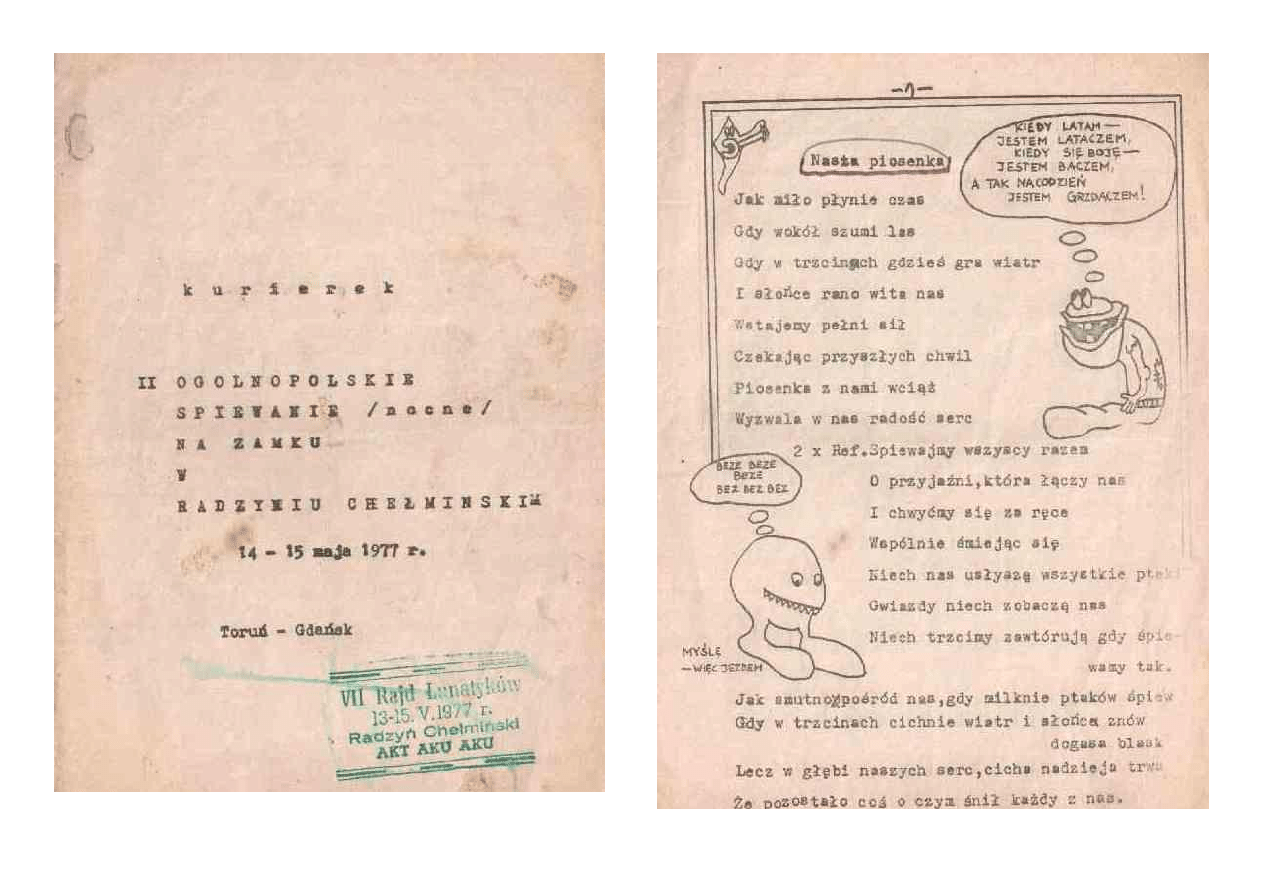 kurierek
II OGOLNOPOLSKIE
SPIEWANIE /nocne/
NA ZAMKU
W
RADZYNIU CHEŁMINSKIM
14 - 15 maja 1977 r.
Toruń - Gdańsk
VII Rajd Lunatyków
13-15.V.1977 r.
Radzyń Chełmiński
AKT AKU AKU
-1-
KIEDY LATAM—
JESTEM LATACZEM,
KIEDY SIĘ BOJĘ—
JESTEM BACZEM,
A TAK NACODZIEŃ
JESTEM GRZDACZEM!
Nasza piosenka
Jak miło płynie czas
Gdy wokół szumi las
Gdy w trzcinach gdzieś gra wiatr
I słońce rano wita nas
Wstajemy pełni sił
Czekając przyszłych chwil
Piosenka z nami wciąż
Wyzwala w nas radość serc
2 x Ref.Spiewajmy wszyscy razem
O przyjaźni,która łączy nas
I chwyćmy się za ręce
Wspólnie śmiejąc się
Niech nas usłyszą wszystkie ptaki
Gwiazdy niech zobaczą nas
Niech trzciny zawtórują gdy śpie-
wamy tak.
BEZE BEZE
BEZE
BEZ BEZ BEZ
MYŚLĘ
—WIĘC JEZDEM
Jak smutno pośród nas,gdy milknie ptaków śpiew
Gdy w trzcinach cichnie wiatr i słońca znów
dogasa blask
Lecz w głębi naszych serc,cicha nadzieja trwa
Że pozostało coś o czym śnił każdy z nas.